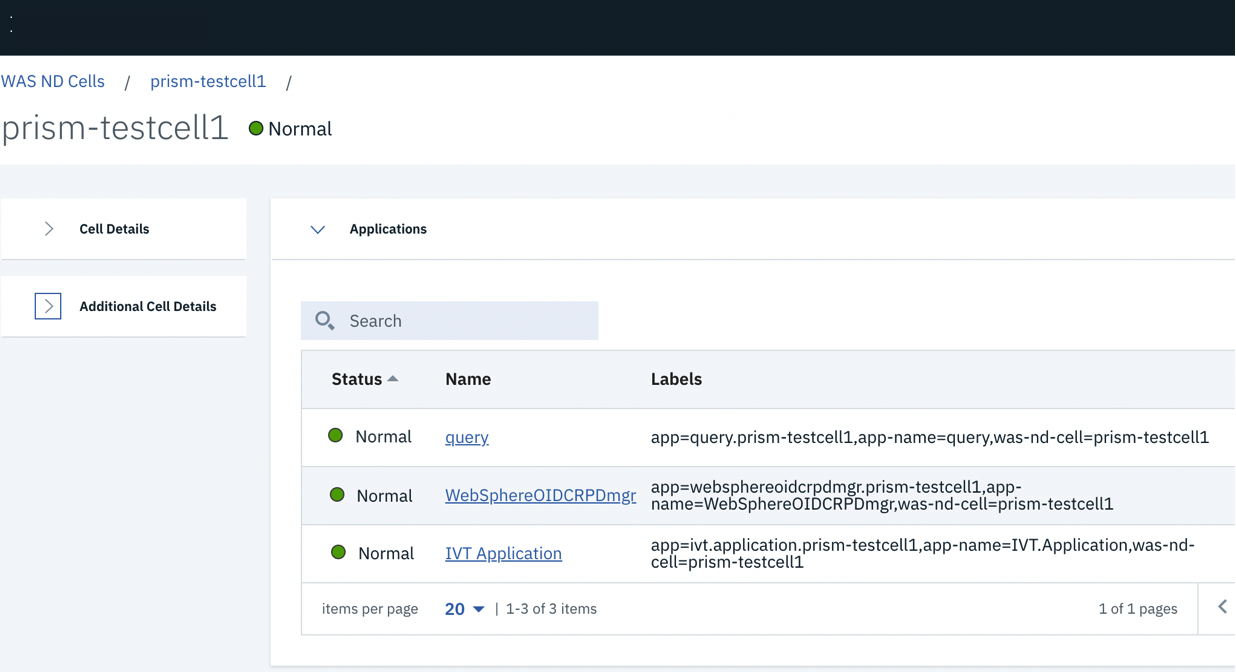 WAS ND Cells / prism-testcell1 /
prism-testcell1 Normal
Cell Details
Additional Cell Details
Applications
Search
Status Name Labels
Normal query app=query.prism-testcell1,app-name=query,was-nd-cell=prism-testcell1
Normal WebSphereOIDCRPDmgr app=websphereoidcrpdmgr.prism-testcell1,app-
name=WebSphereOIDCRPDmgr,was-nd-cell=prism-testcell1
Normal IVT Application app=ivt.application.prism-testcell1,app-name=IVT.Application,was-nd-
cell=prism-testcell1
items per page 20 | 1-3 of 3 items 1 of 1 pages